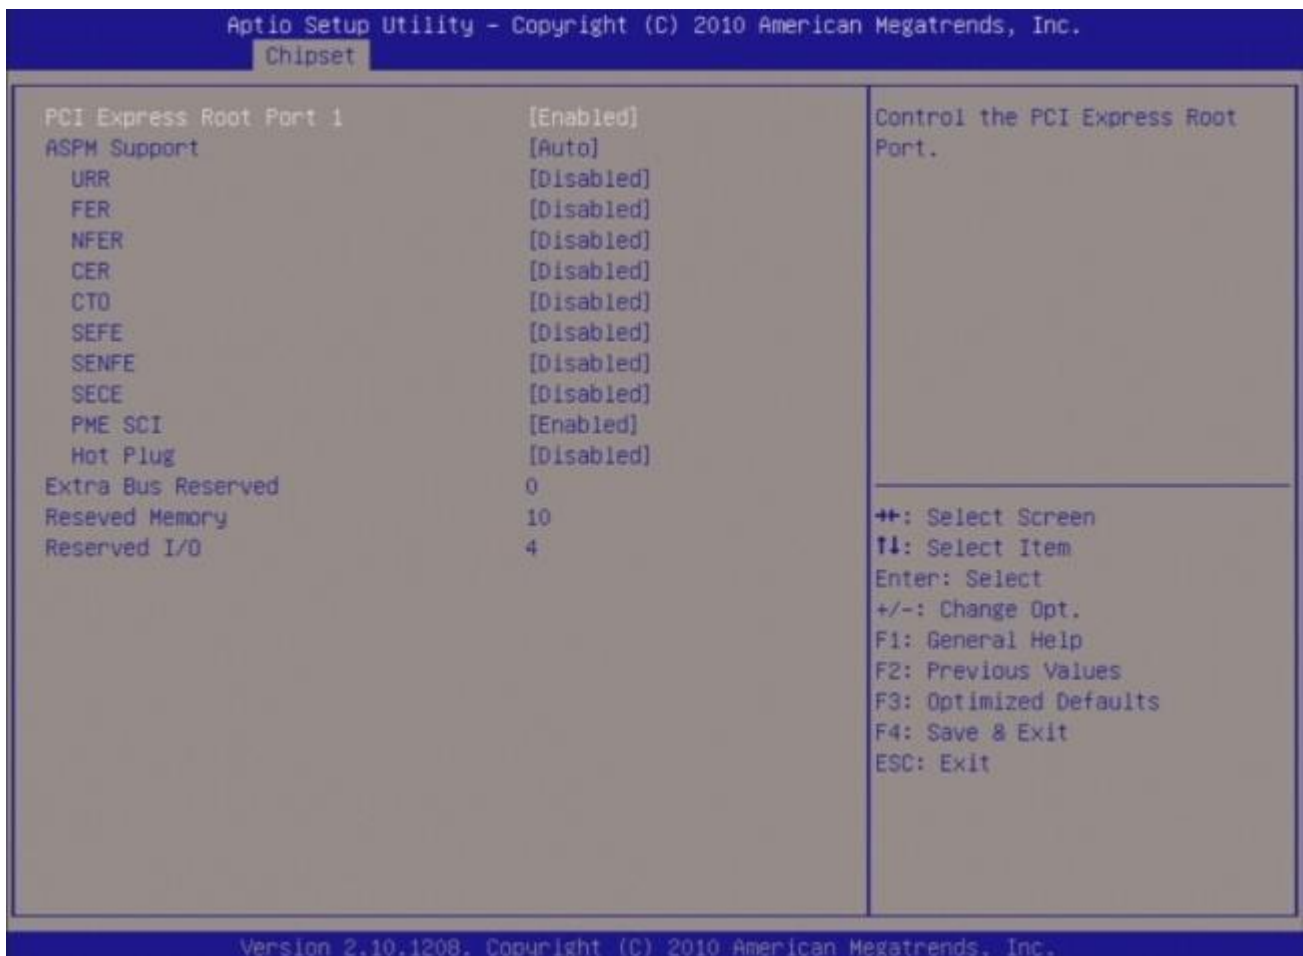 Aptio Setup Utility – Copyright (C) 2010 American Megatrends, Inc.
Chipset
PCI Express Root Port 1 [Enabled]
ASPM Support [Auto]
URR [Disabled]
FER [Disabled]
NFER [Disabled]
CER [Disabled]
CTO [Disabled]
SEFE [Disabled]
SENFE [Disabled]
SECE [Disabled]
PME SCI [Enabled]
Hot Plug [Disabled]
Extra Bus Reserved 0
Reseved Memory 10
Reserved I/O 4
Control the PCI Express Root
Port.
→←: Select Screen
↑↓: Select Item
Enter: Select
+/-: Change Opt.
F1: General Help
F2: Previous Values
F3: Optimized Defaults
F4: Save & Exit
ESC: Exit
Version 2.10.1208. Copyright (C) 2010 American Megatrends, Inc.